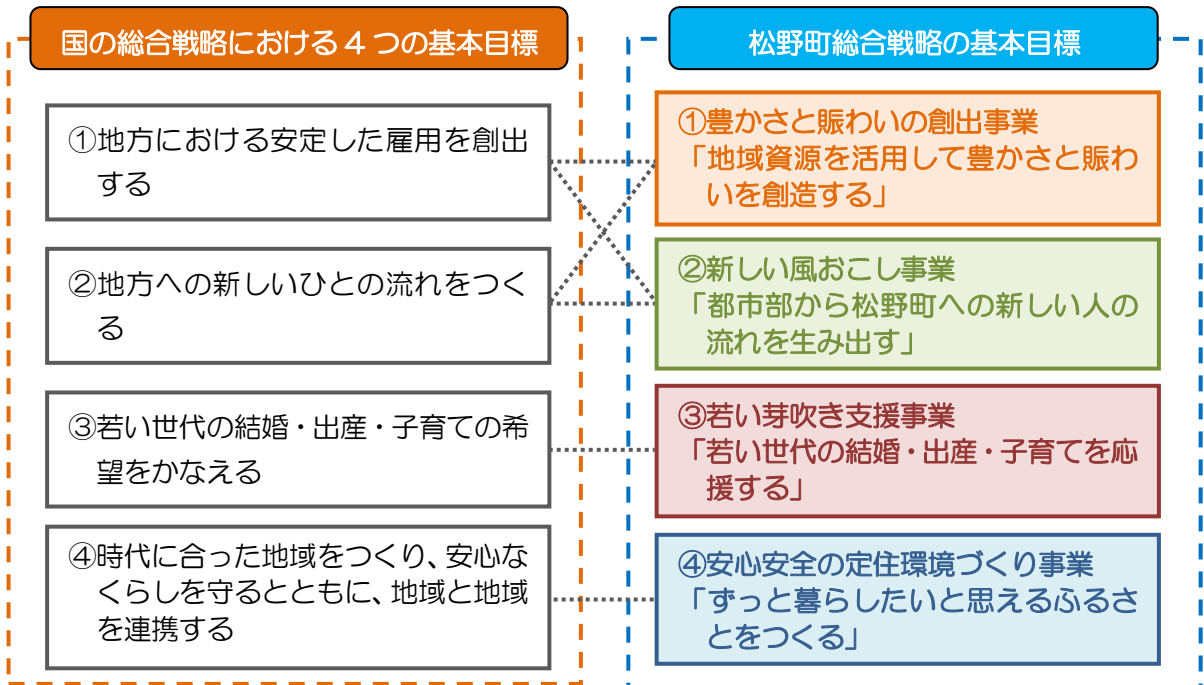 国の総合戦略における４つの基本目標
①地方における安定した雇用を創出
する
②地方への新しいひとの流れをつく
る
③若い世代の結婚・出産・子育ての希
望をかなえる
④時代に合った地域をつくり、安心な
くらしを守るとともに、地域と地域
を連携する
松野町総合戦略の基本目標
①豊かさと賑わいの創出事業
「地域資源を活用して豊かさと賑わ
いを創造する」
②新しい風おこし事業
「都市部から松野町への新しい人の
流れを生み出す」
③若い芽吹き支援事業
「若い世代の結婚・出産・子育てを応
援する」
④安心安全の定住環境づくり事業
「ずっと暮らしたいと思えるふるさ
とをつくる」